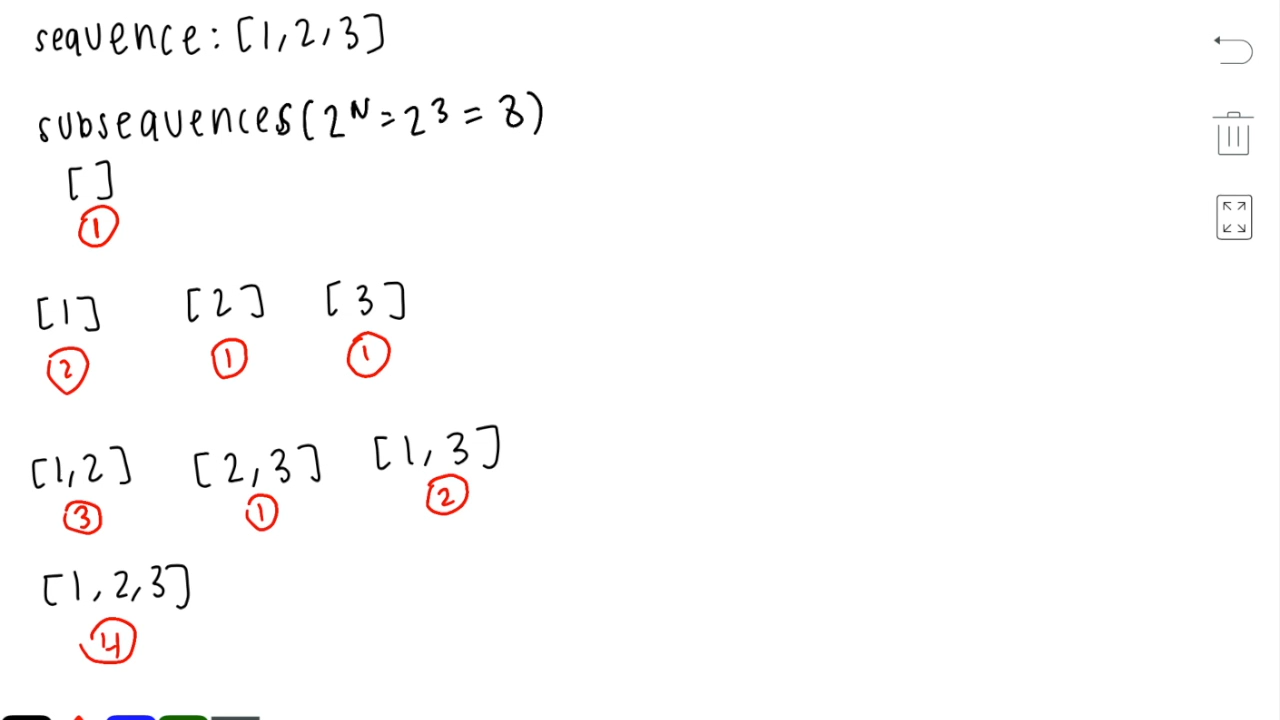 sequence: [1,2,3]
subsequences(2^N = 2^3 = 8)
[]
1
[1] [2] [3]
2 1 1
[1,2] [2,3] [1,3]
3 1 2
[1,2,3]
4